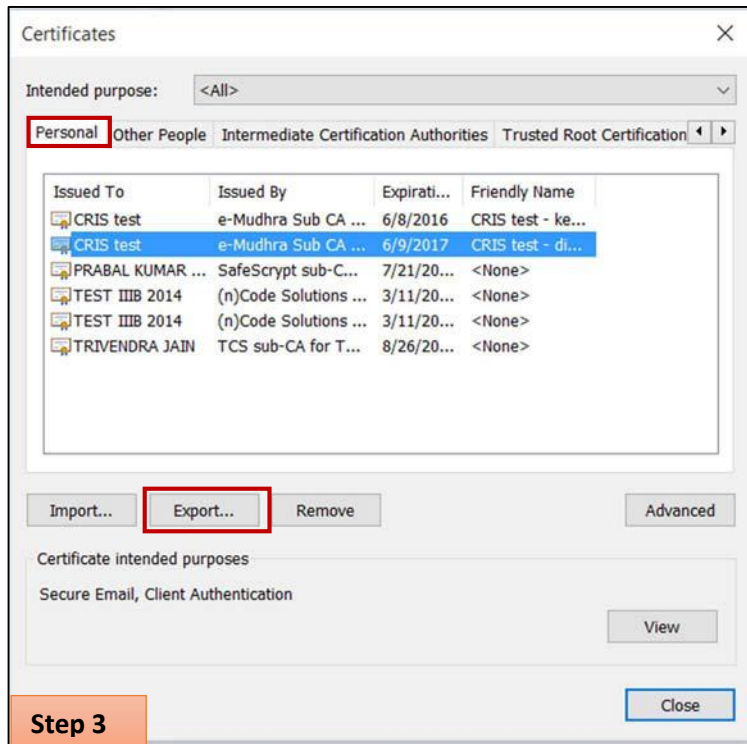 Certificates
Intended purpose: <All>
Personal Other People Intermediate Certification Authorities Trusted Root Certification
Issued To Issued By Expirati... Friendly Name
CRIS test e-Mudhra Sub CA ... 6/8/2016 CRIS test - ke...
CRIS test e-Mudhra Sub CA ... 6/9/2017 CRIS test - di...
PRABAL KUMAR ... SafeScrypt sub-C... 7/21/20... <None>
TEST IIIB 2014 (n)Code Solutions ... 3/11/20... <None>
TEST IIIB 2014 (n)Code Solutions ... 3/11/20... <None>
TRIVENDRA JAIN TCS sub-CA for T... 8/26/20... <None>
Import... Export... Remove Advanced
Certificate intended purposes
Secure Email, Client Authentication
View
Close
Step 3